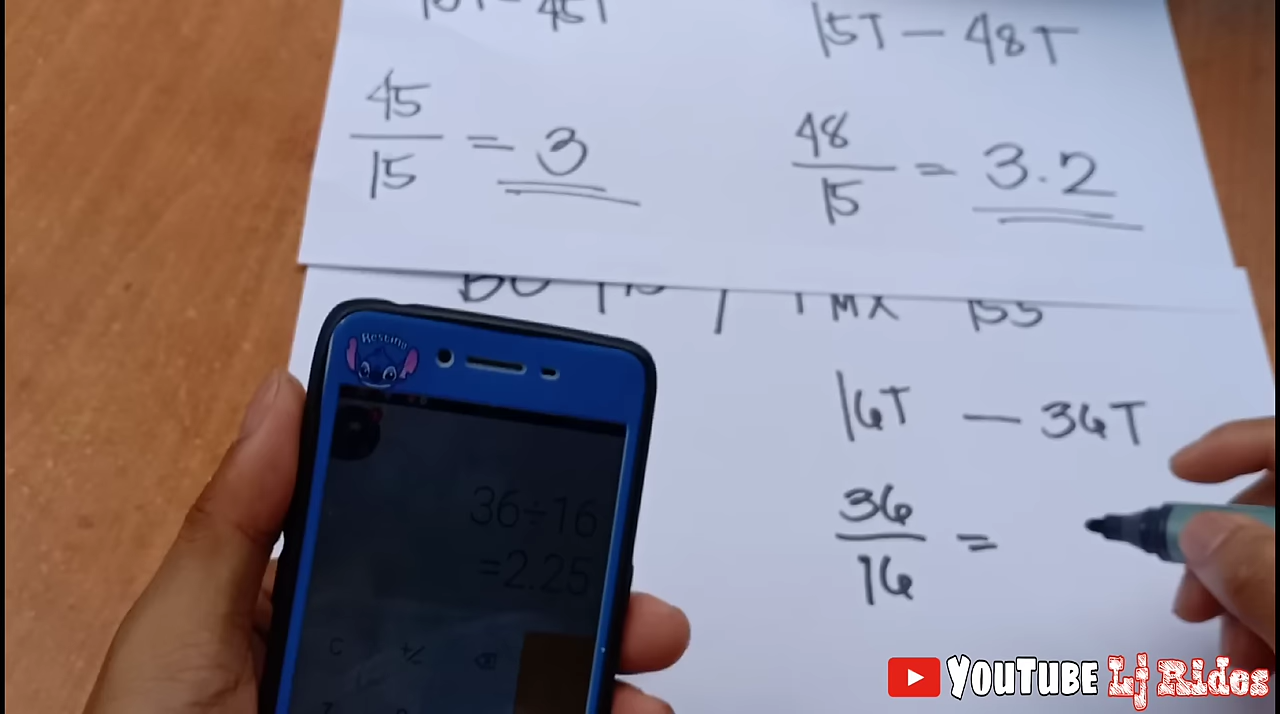 15T - 48T
45
15
= 3
48
15
= 3.2
16T - 36T
36
16
=
Resting
36÷16
=2.25
C
+/-
YouTube Lj Rides